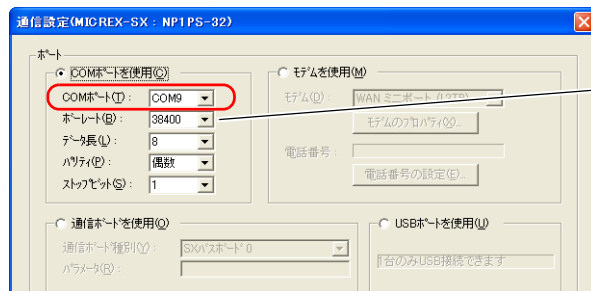 通信設定(MICREX-SX : NP1PS-32)
ポート
COMポートを使用(C)
COMポート(T) : COM9
ボーレート(B) : 38400
データ長(L) : 8
パリティ(P) : 偶数
ストップビット(S) : 1
モデムを使用(M)
モデム(D) : WAN ミニポート (L2TP)
モデムのプロパティ(X)...
電話番号 :
電話番号の設定(E)...
通信ボードを使用(O)
通信ボード種別(Y) : SXバスボード 0
パラメータ(R) :
USBポートを使用(U)
1台のみUSB接続できます